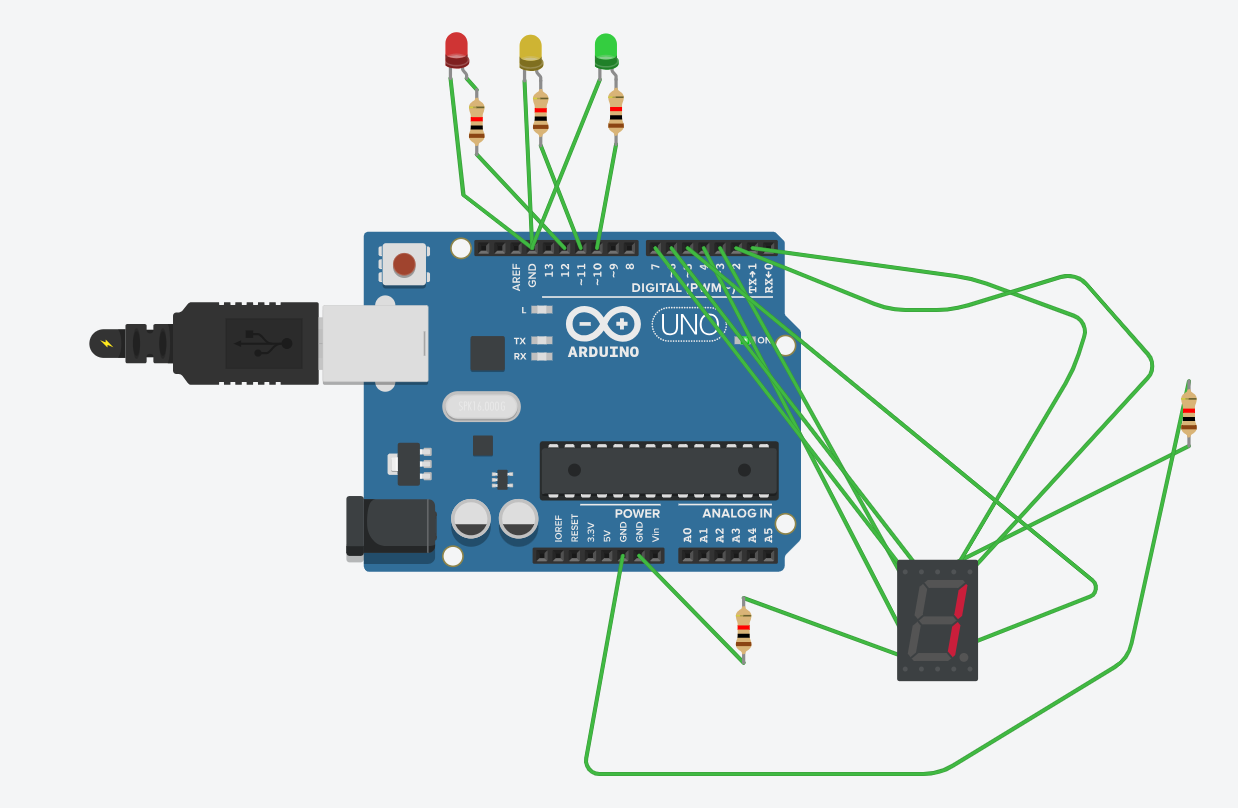 AREF
GND
13
12
~11
~10
~9
8
7
4
2
TX→1
RX←0
DIGITAL (PWM~)
L
TX
RX
ARDUINO
UNO
ON
POWER
ANALOG IN
IOREF
RESET
3.3V
5V
GND
GND
Vin
A0
A1
A2
A3
A4
A5